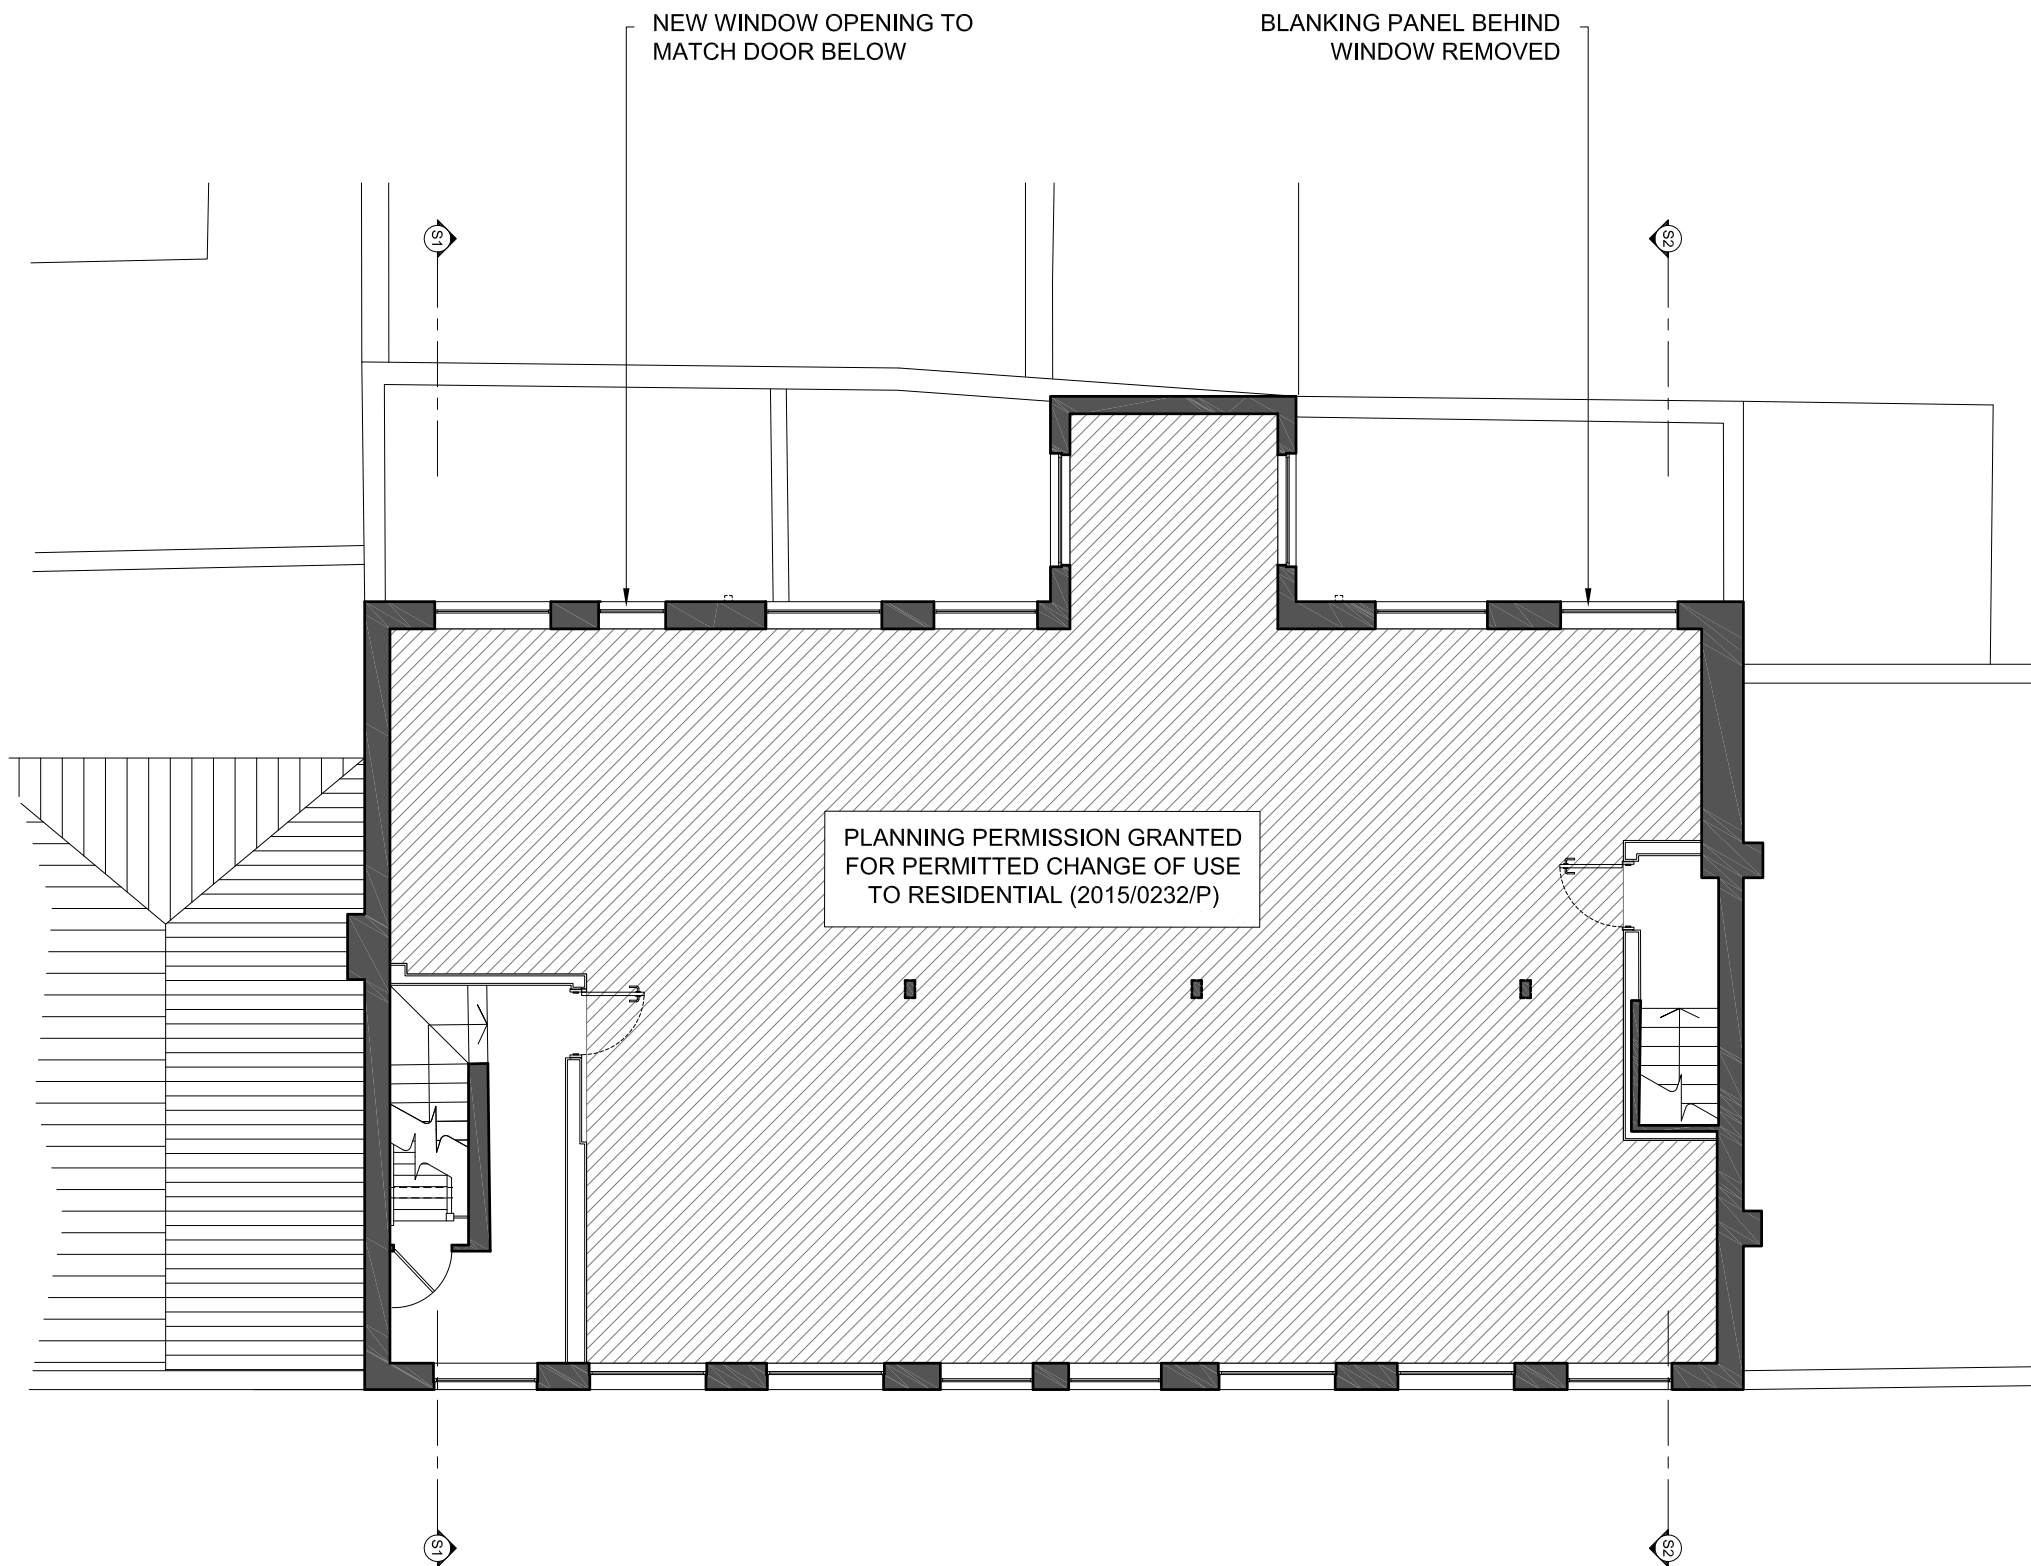 NEW WINDOW OPENING TO
MATCH DOOR BELOW
BLANKING PANEL BEHIND
WINDOW REMOVED
S1
S2
PLANNING PERMISSION GRANTED
FOR PERMITTED CHANGE OF USE
TO RESIDENTIAL (2015/0232/P)
S1
S2